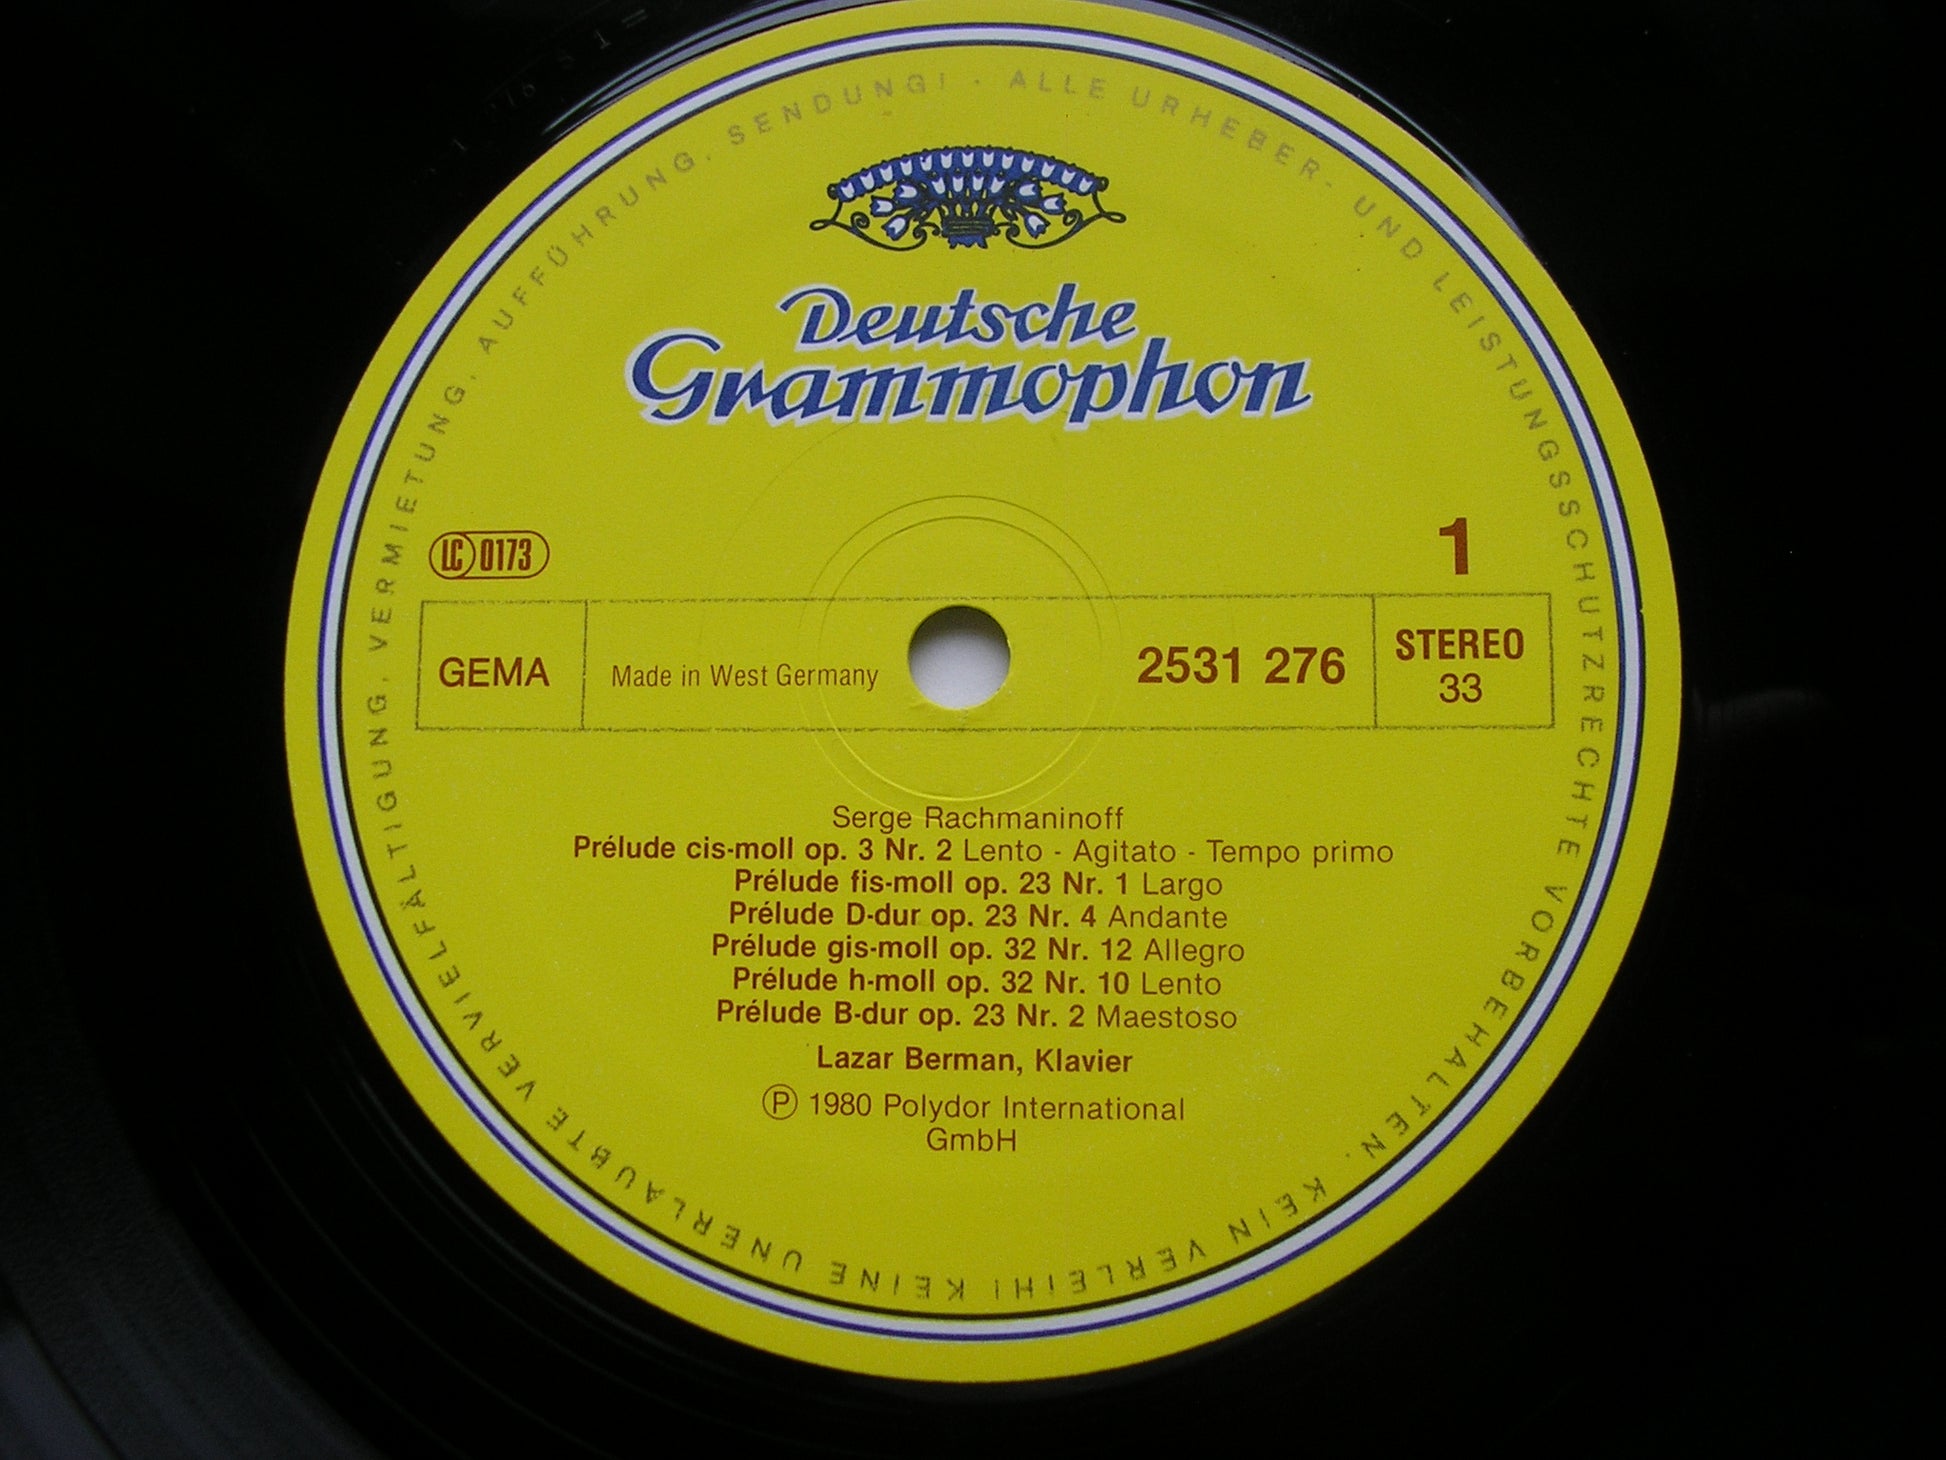 ALLE URHEBER- UND LEISTUNGSSCHUTZRECHTE VORBEHALTEN. KEIN VERLEIH! KEINE UNERLAUBTE VERVIELFÄLTIGUNG, VERMIETUNG, AUFFÜHRUNG, SENDUNG! ·
Deutsche
Grammophon
LC 0173
1
GEMA
Made in West Germany
2531 276
STEREO
33
Serge Rachmaninoff
Prélude cis-moll op. 3 Nr. 2 Lento - Agitato - Tempo primo
Prélude fis-moll op. 23 Nr. 1 Largo
Prélude D-dur op. 23 Nr. 4 Andante
Prélude gis-moll op. 32 Nr. 12 Allegro
Prélude h-moll op. 32 Nr. 10 Lento
Prélude B-dur op. 23 Nr. 2 Maestoso
Lazar Berman, Klavier
Ⓟ 1980 Polydor International
GmbH